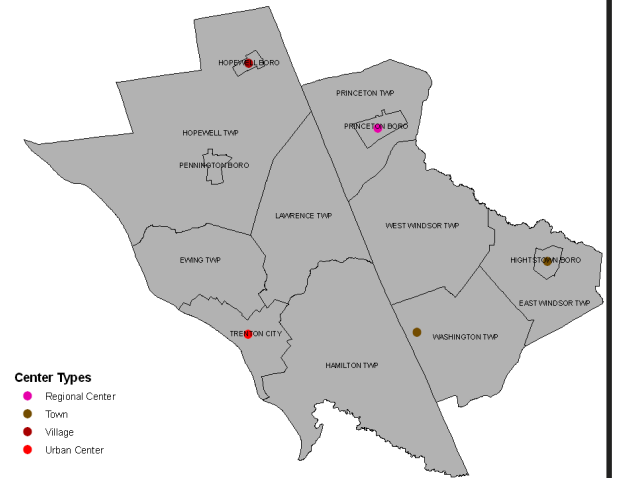 HOPEWELL BORO
PRINCETON TWP
PRINCETON BORO
HOPEWELL TWP
PENNINGTON BORO
LAWRENCE TWP
WEST WINDSOR TWP
EWING TWP
HIGHTSTOWN BORO
EAST WINDSOR TWP
TRENTON CITY
WASHINGTON TWP
HAMILTON TWP
Center Types
Regional Center
Town
Village
Urban Center